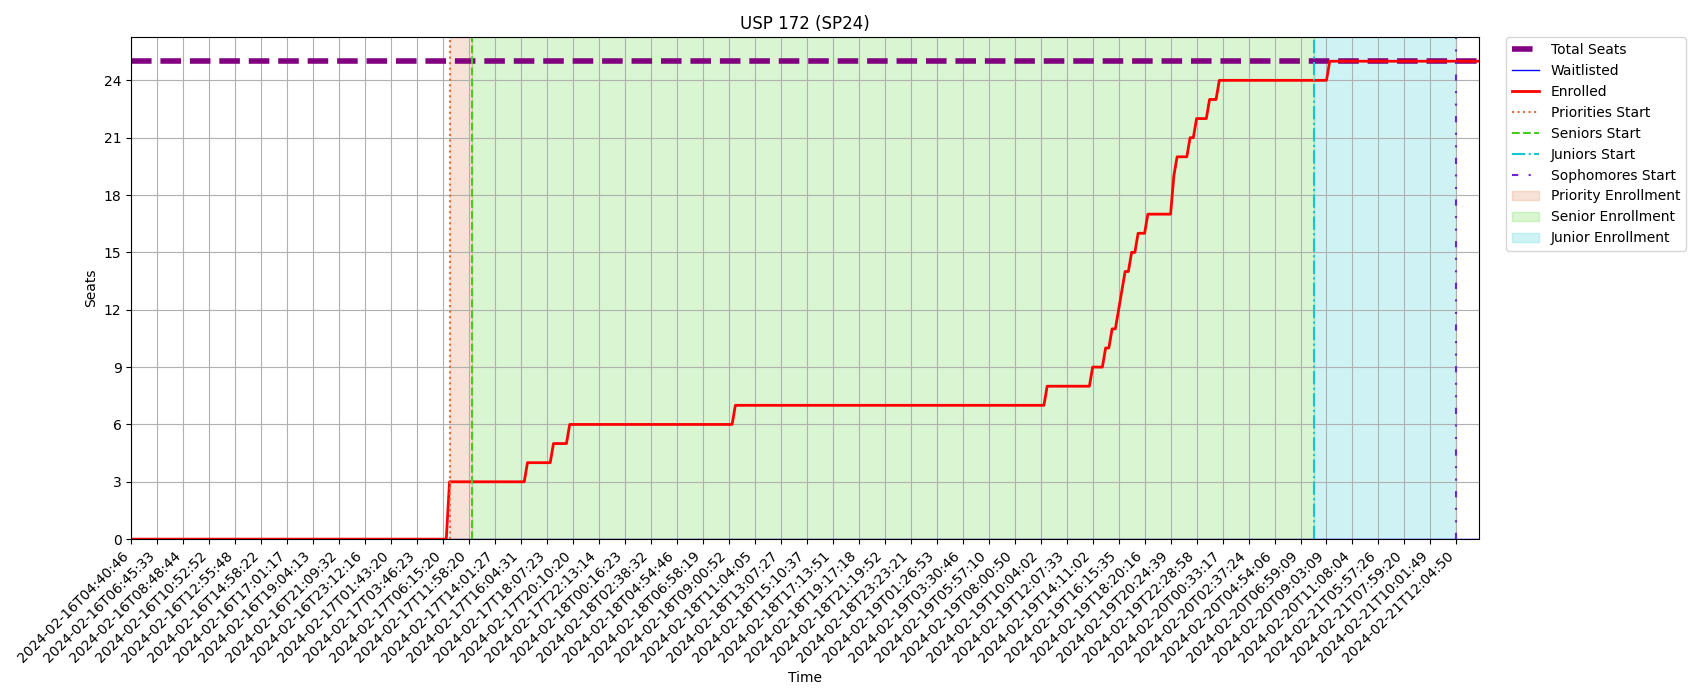 USP 172 (SP24)
Total Seats
Waitlisted
Enrolled
Priorities Start
Seniors Start
Juniors Start
Sophomores Start
Priority Enrollment
Senior Enrollment
Junior Enrollment
24
21
18
15
12
9
6
3
0
Seats
2024-02-16T04:40:46
2024-02-16T06:45:33
2024-02-16T08:48:44
2024-02-16T10:52:52
2024-02-16T12:55:48
2024-02-16T14:58:22
2024-02-16T17:01:17
2024-02-16T19:04:13
2024-02-16T21:09:32
2024-02-16T23:12:16
2024-02-17T01:43:20
2024-02-17T03:46:23
2024-02-17T06:15:20
2024-02-17T11:58:20
2024-02-17T14:01:27
2024-02-17T16:04:31
2024-02-17T18:07:23
2024-02-17T20:10:20
2024-02-17T22:13:14
2024-02-18T00:16:23
2024-02-18T02:38:32
2024-02-18T04:54:46
2024-02-18T06:58:19
2024-02-18T09:00:52
2024-02-18T11:04:05
2024-02-18T13:07:27
2024-02-18T15:10:37
2024-02-18T17:13:51
2024-02-18T19:17:18
2024-02-18T21:19:52
2024-02-18T23:23:21
2024-02-19T01:26:53
2024-02-19T03:30:46
2024-02-19T05:57:10
2024-02-19T08:00:50
2024-02-19T10:04:02
2024-02-19T12:07:33
2024-02-19T14:11:02
2024-02-19T16:15:35
2024-02-19T18:20:16
2024-02-19T20:24:39
2024-02-19T22:28:58
2024-02-20T00:33:17
2024-02-20T02:37:24
2024-02-20T04:54:06
2024-02-20T06:59:09
2024-02-20T09:03:09
2024-02-20T11:08:04
2024-02-21T05:57:26
2024-02-21T07:59:20
2024-02-21T10:01:49
2024-02-21T12:04:50
Time